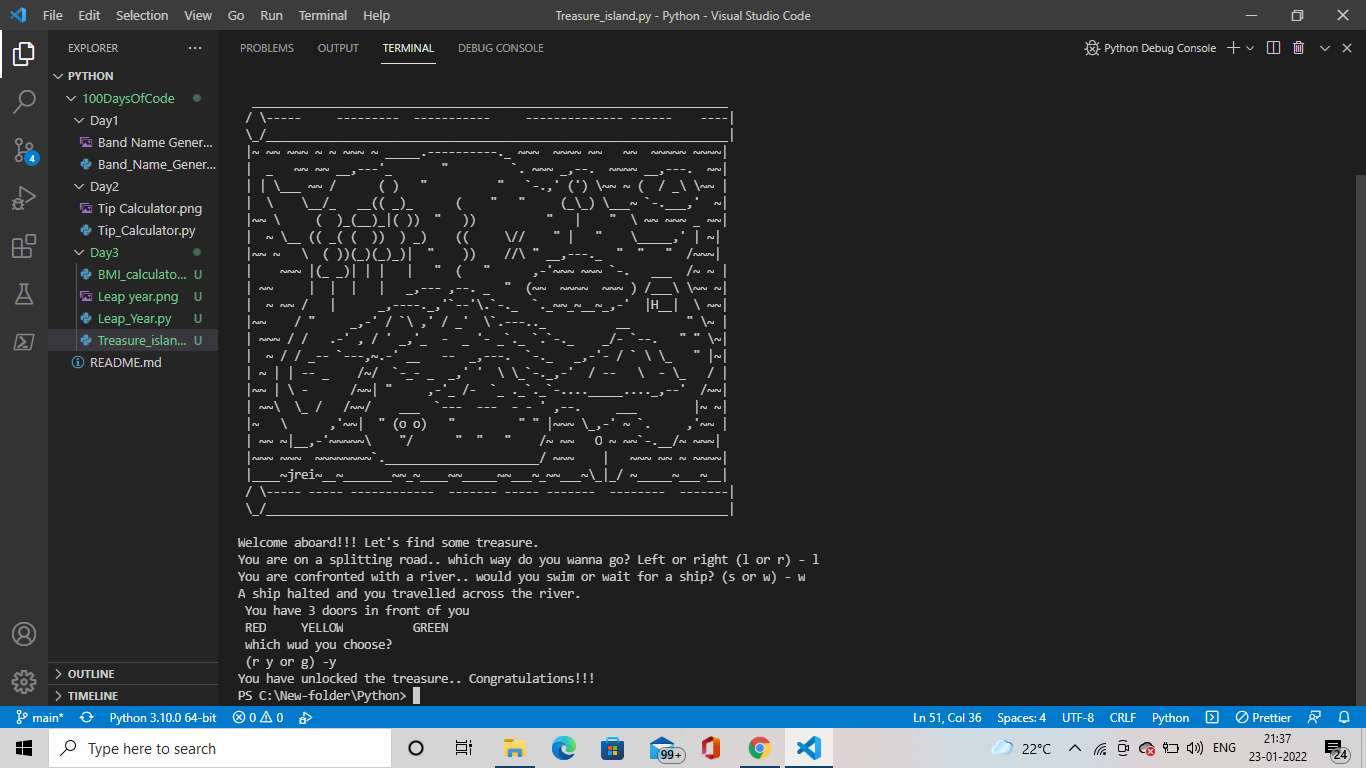 File Edit Selection View Go Run Terminal Help
Treasure_island.py - Python - Visual Studio Code
EXPLORER
PYTHON
100DaysOfCode
Day1
Band Name Gener...
Band_Name_Gener...
Day2
Tip Calculator.png
Tip_Calculator.py
Day3
BMI_calculato... U
Leap year.png U
Leap_Year.py U
Treasure_islan... U
README.md
OUTLINE
TIMELINE
4
PROBLEMS OUTPUT TERMINAL DEBUG CONSOLE
Python Debug Console
jrei
Welcome aboard!!! Let's find some treasure.
You are on a splitting road.. which way do you wanna go? Left or right (l or r) - l
You are confronted with a river.. would you swim or wait for a ship? (s or w) - w
A ship halted and you travelled across the river.
You have 3 doors in front of you
RED YELLOW GREEN
which wud you choose?
(r y or g) -y
You have unlocked the treasure.. Congratulations!!!
PS C:\New-folder\Python>
main* Python 3.10.0 64-bit 0 0 Ln 51, Col 36 Spaces: 4 UTF-8 CRLF Python Prettier
Type here to search
99+
22°C ENG
21:37
23-01-2022
24